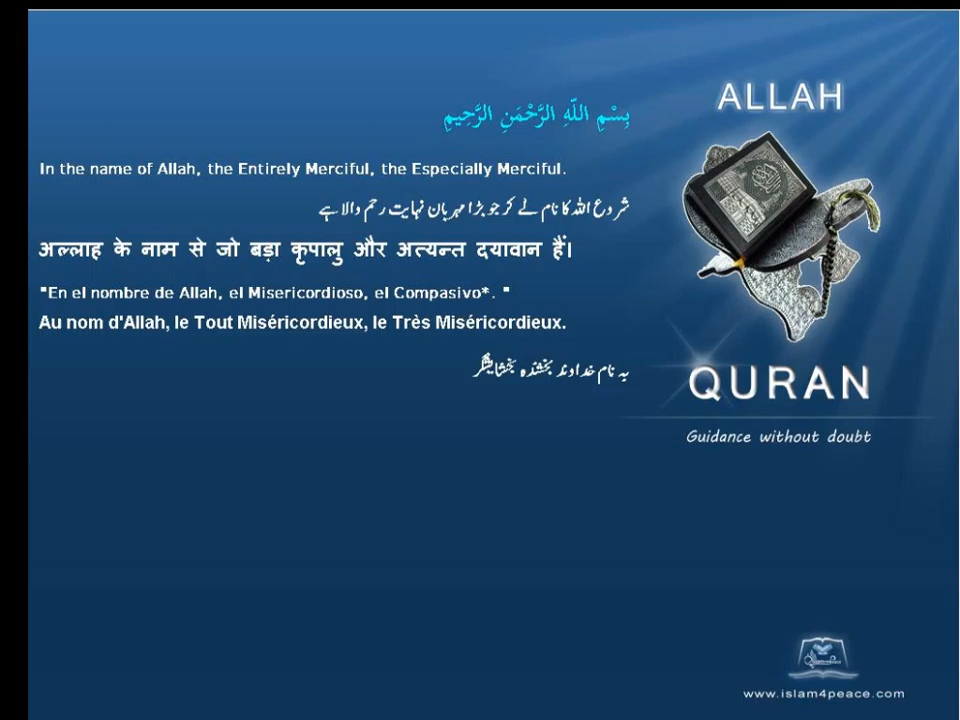 بِسْمِ اللَّهِ الرَّحْمَنِ الرَّحِيمِ
In the name of Allah, the Entirely Merciful, the Especially Merciful.
شروع اللہ کا نام لے کر جو بڑا مہربان نہایت رحم والا ہے
अल्लाह के नाम से जो बड़ा कृपालु और अत्यन्त दयावान हैं।
"En el nombre de Allah, el Misericordioso, el Compasivo*. "
Au nom d'Allah, le Tout Miséricordieux, le Très Miséricordieux.
به نام خداوند بخشنده بخشایشگر
ALLAH
QURAN
Guidance without doubt
www.islam4peace.com